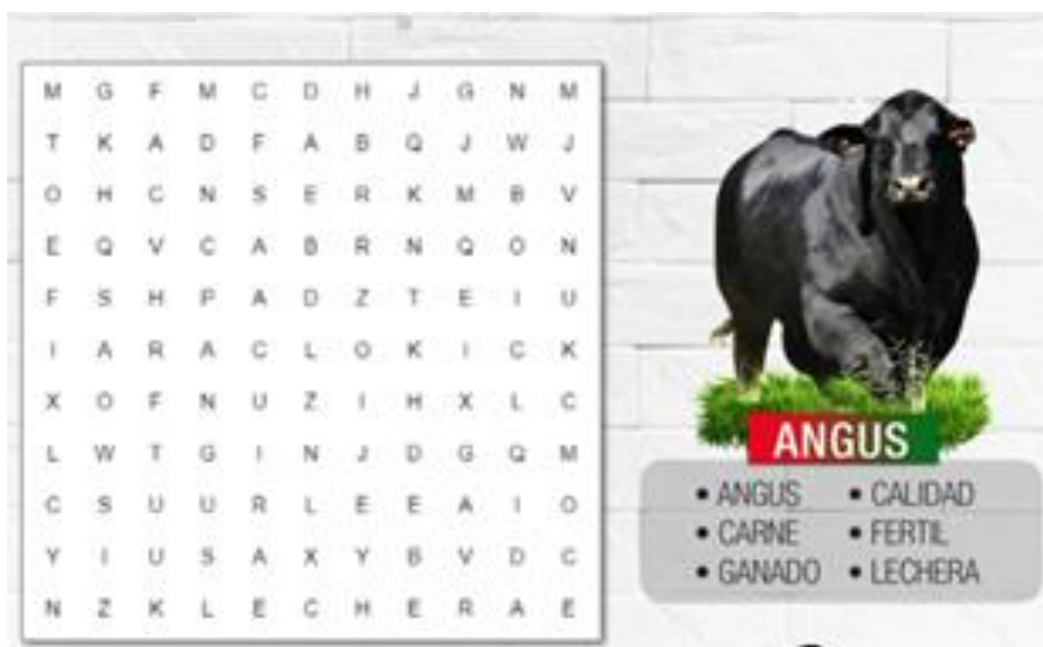 M G F M C D H J G N M
T K A D F A B Q J W J
O H C N S E R K M B V
E Q V C A B R N Q O N
F S H P A D Z T E I U
I A R A C L O K I C K
X O F N U Z I H X L C
L W T G I N J D G Q M
C S U U R L E E A I O
Y I U S A X Y B V D C
N Z K L E C H E R A E
ANGUS
• ANGUS • CALIDAD
• CARNE • FERTIL
• GANADO • LECHERA